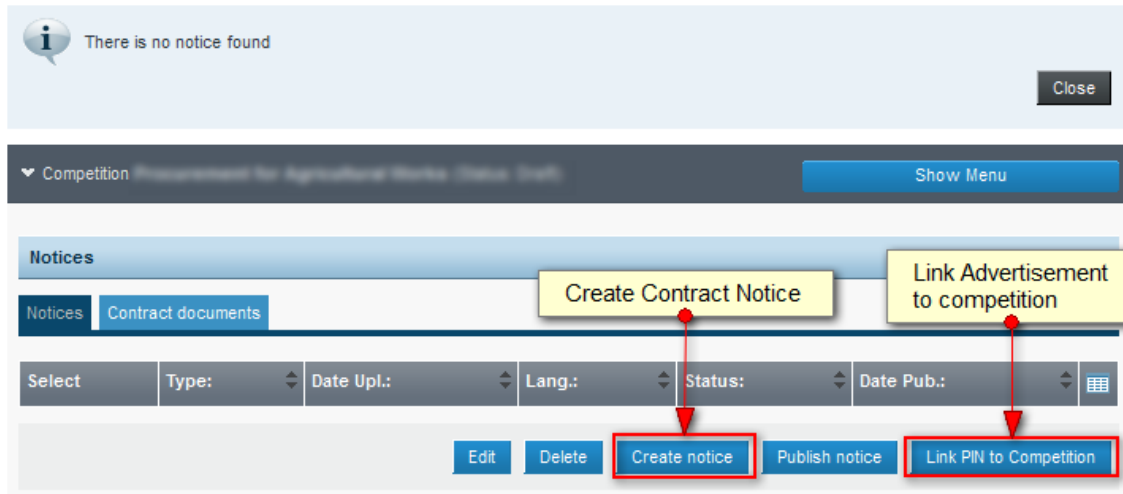 There is no notice found
Close
Competition
Show Menu
Notices
Create Contract Notice
Link Advertisement
to competition
Notices Contract documents
Select Type: Date Upl.: Lang.: Status: Date Pub.:
Edit Delete Create notice Publish notice Link PIN to Competition